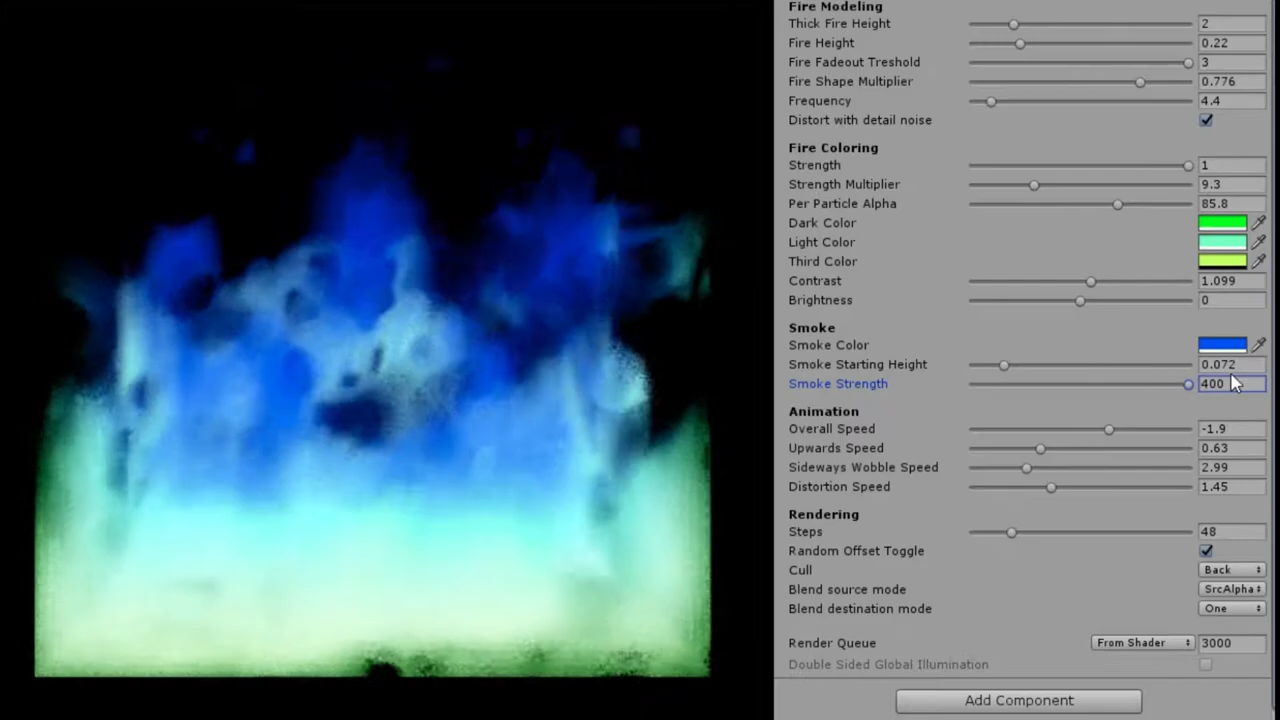 Fire Modeling
Thick Fire Height 2
Fire Height 0.22
Fire Fadeout Treshold 3
Fire Shape Multiplier 0.776
Frequency 4.4
Distort with detail noise
Fire Coloring
Strength 1
Strength Multiplier 9.3
Per Particle Alpha 85.8
Dark Color
Light Color
Third Color
Contrast 1.099
Brightness 0
Smoke
Smoke Color
Smoke Starting Height 0.072
Smoke Strength 400
Animation
Overall Speed -1.9
Upwards Speed 0.63
Sideways Wobble Speed 2.99
Distortion Speed 1.45
Rendering
Steps 48
Random Offset Toggle
Cull Back
Blend source mode SrcAlpha
Blend destination mode One
Render Queue From Shader 3000
Double Sided Global Illumination
Add Component